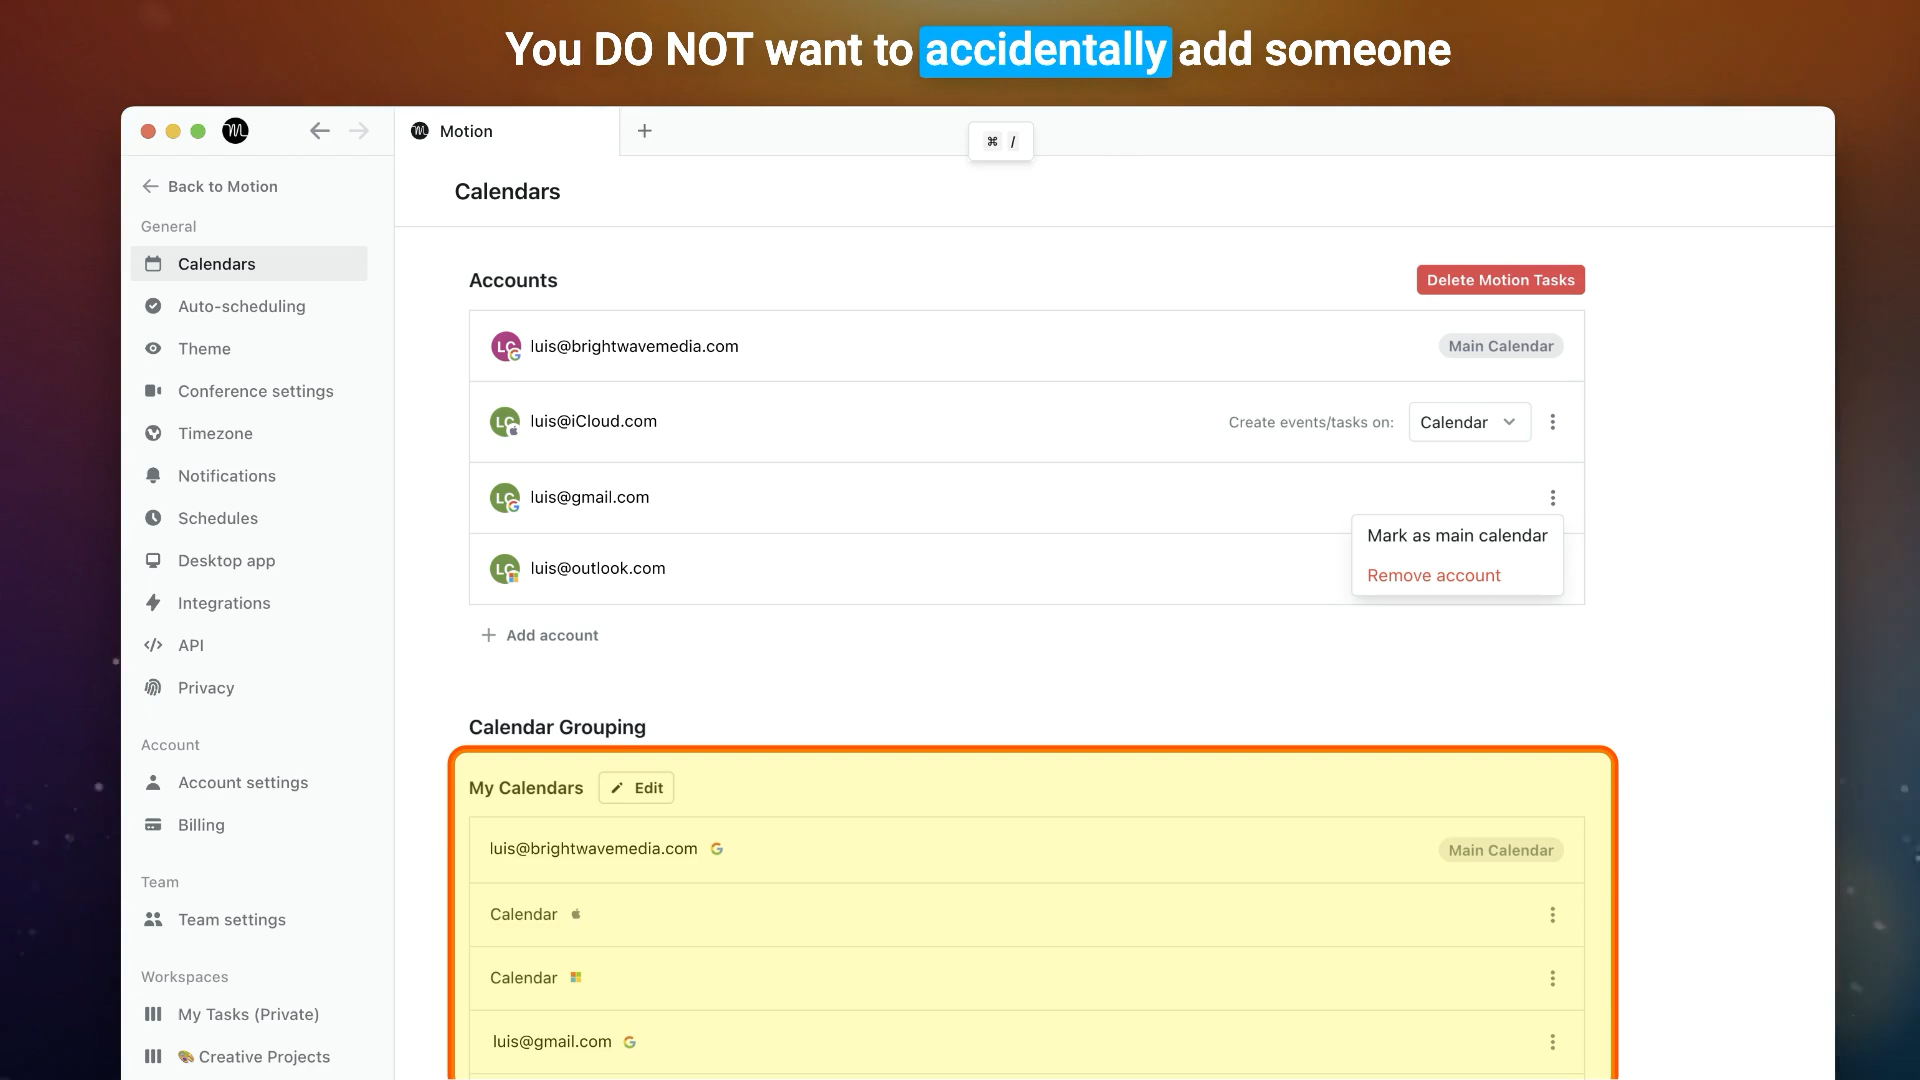 You DO NOT want to accidentally add someone
Motion
⌘ /
Back to Motion
General
Calendars
Auto-scheduling
Theme
Conference settings
Timezone
Notifications
Schedules
Desktop app
Integrations
API
Privacy
Account
Account settings
Billing
Team
Team settings
Workspaces
My Tasks (Private)
Creative Projects
Calendars
Accounts
Delete Motion Tasks
LC luis@brightwavemedia.com
Main Calendar
LC luis@iCloud.com
Create events/tasks on: Calendar
LC luis@gmail.com
Mark as main calendar
Remove account
LC luis@outlook.com
Add account
Calendar Grouping
My Calendars
Edit
luis@brightwavemedia.com
Main Calendar
Calendar
Calendar
luis@gmail.com